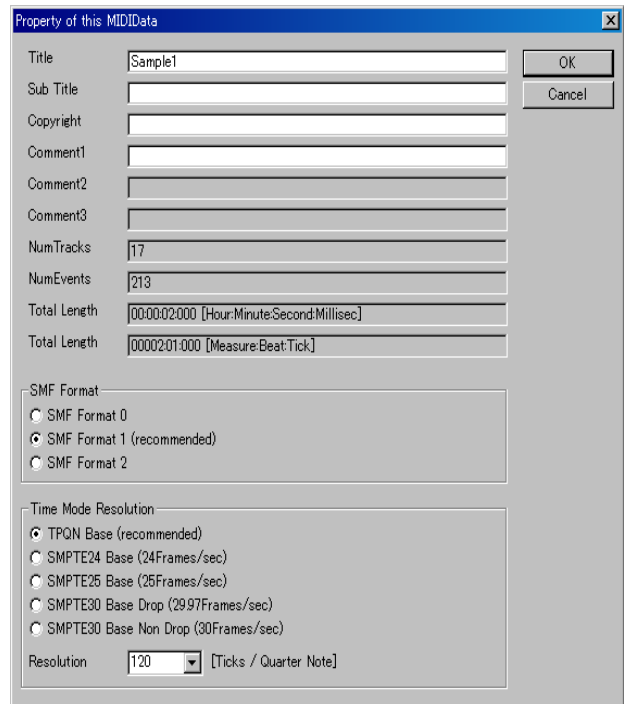 Property of this MIDIData
Title Sample1 OK
Sub Title Cancel
Copyright
Comment1
Comment2
Comment3
NumTracks 17
NumEvents 213
Total Length 00:00:02:000 [Hour:Minute:Second:Millisec]
Total Length 00002:01:000 [Measure:Beat:Tick]
SMF Format
SMF Format 0
SMF Format 1 (recommended)
SMF Format 2
Time Mode Resolution
TPQN Base (recommended)
SMPTE24 Base (24Frames/sec)
SMPTE25 Base (25Frames/sec)
SMPTE30 Base Drop (29.97Frames/sec)
SMPTE30 Base Non Drop (30Frames/sec)
Resolution 120 [Ticks / Quarter Note]